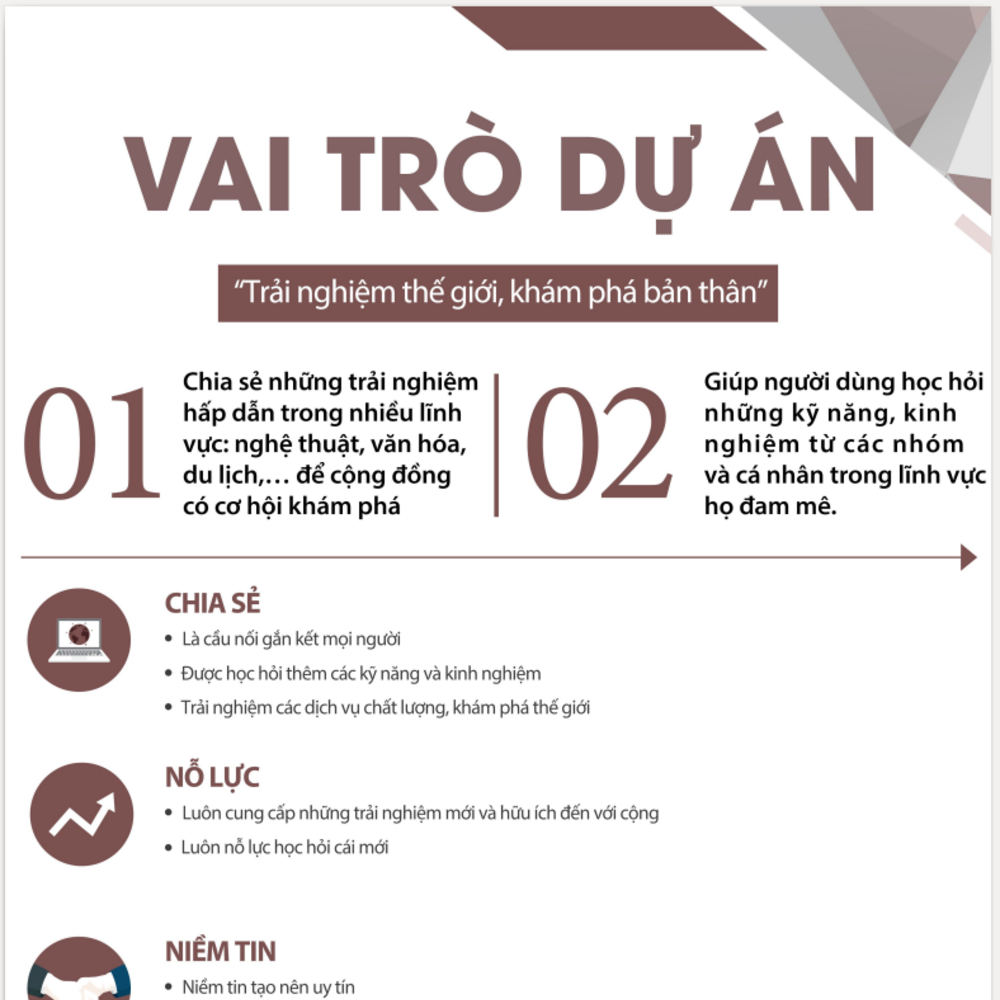 VAI TRÒ DỰ ÁN
“Trải nghiệm thế giới, khám phá bản thân”
01
Chia sẻ những trải nghiệm
hấp dẫn trong nhiều lĩnh
vực: nghệ thuật, văn hóa,
du lịch,... để cộng đồng
có cơ hội khám phá
02
Giúp người dùng học hỏi
những kỹ năng, kinh
nghiệm từ các nhóm
và cá nhân trong lĩnh vực
họ đam mê.
CHIA SẺ
• Là cầu nối gắn kết mọi người
• Được học hỏi thêm các kỹ năng và kinh nghiệm
• Trải nghiệm các dịch vụ chất lượng, khám phá thế giới
NỖ LỰC
• Luôn cung cấp những trải nghiệm mới và hữu ích đến với cộng
• Luôn nỗ lực học hỏi cái mới
NIỀM TIN
• Niềm tin tạo nên uy tín